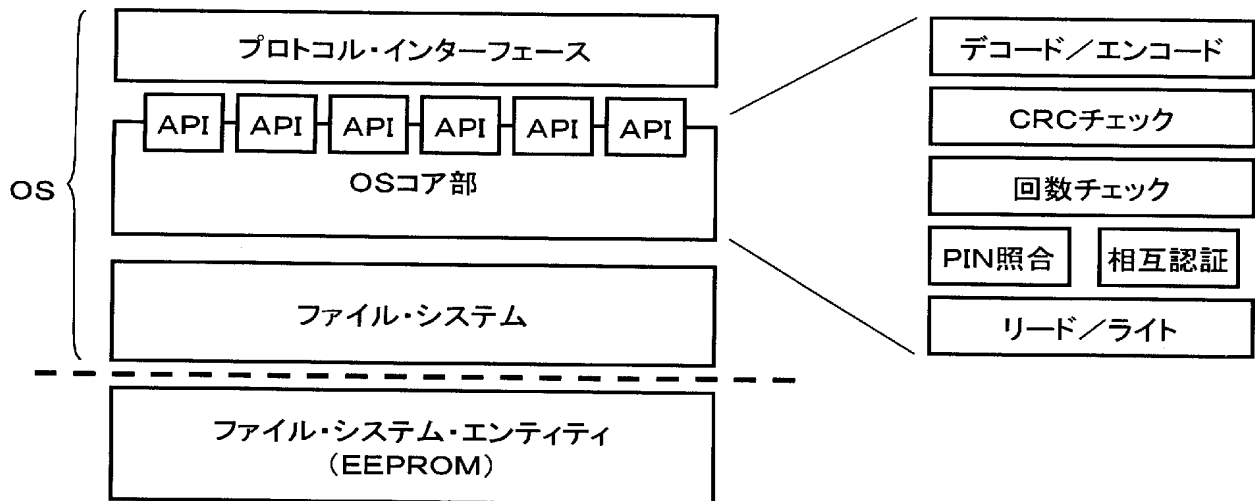 プロトコル・インターフェース
API API API API API API
OSコア部
OS
ファイル・システム
ファイル・システム・エンティティ
(EEPROM)
デコード/エンコード
CRCチェック
回数チェック
PIN照合 相互認証
リード/ライト